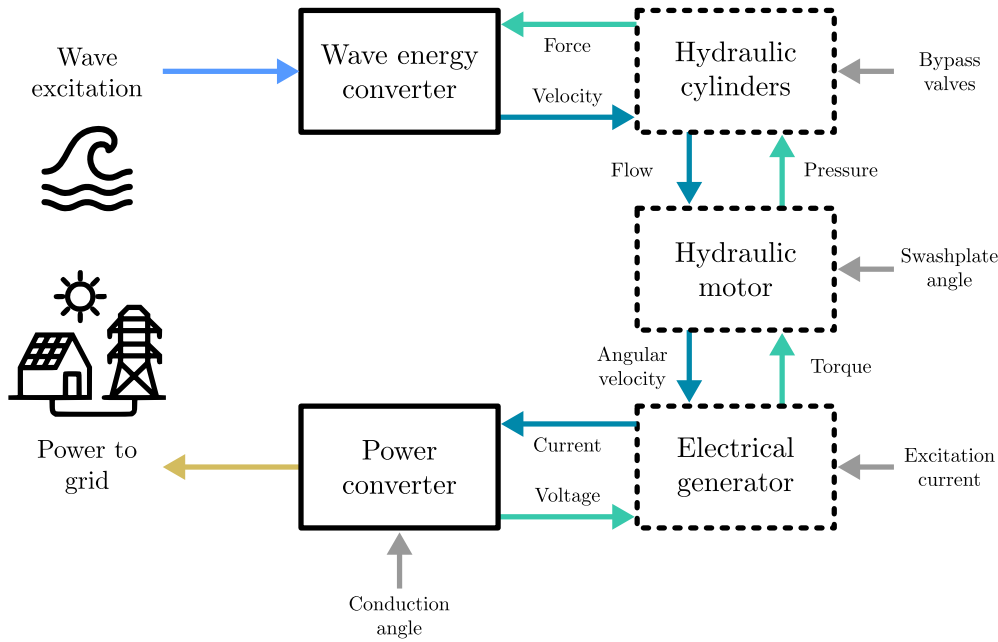 Wave
excitation
Wave energy
converter
Force
Velocity
Hydraulic
cylinders
Bypass
valves
Flow
Pressure
Hydraulic
motor
Swashplate
angle
Angular
velocity
Torque
Power to
grid
Power
converter
Current
Voltage
Electrical
generator
Excitation
current
Conduction
angle